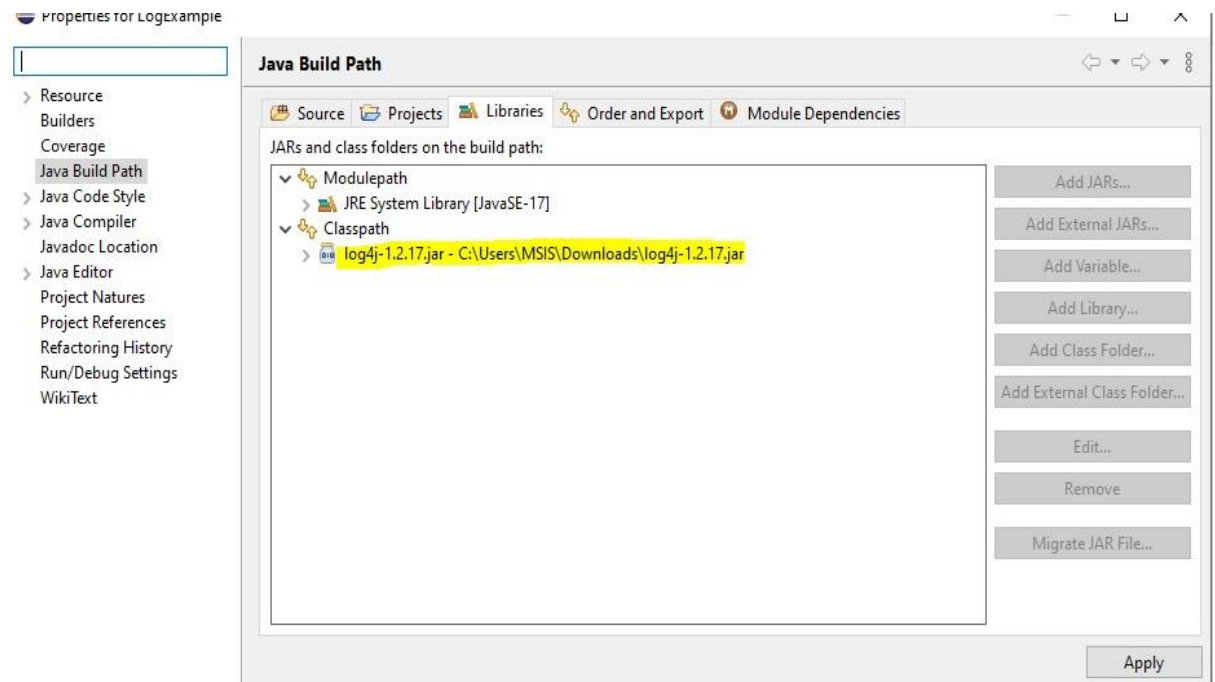 Properties for LogExample
Java Build Path
Resource
Builders
Coverage
Java Build Path
Java Code Style
Java Compiler
Javadoc Location
Java Editor
Project Natures
Project References
Refactoring History
Run/Debug Settings
WikiText
Source Projects Libraries Order and Export Module Dependencies
JARs and class folders on the build path:
Modulepath
JRE System Library [JavaSE-17]
Classpath
log4j-1.2.17.jar - C:\Users\MSIS\Downloads\log4j-1.2.17.jar
Add JARs...
Add External JARs...
Add Variable...
Add Library...
Add Class Folder...
Add External Class Folder...
Edit...
Remove
Migrate JAR File...
Apply